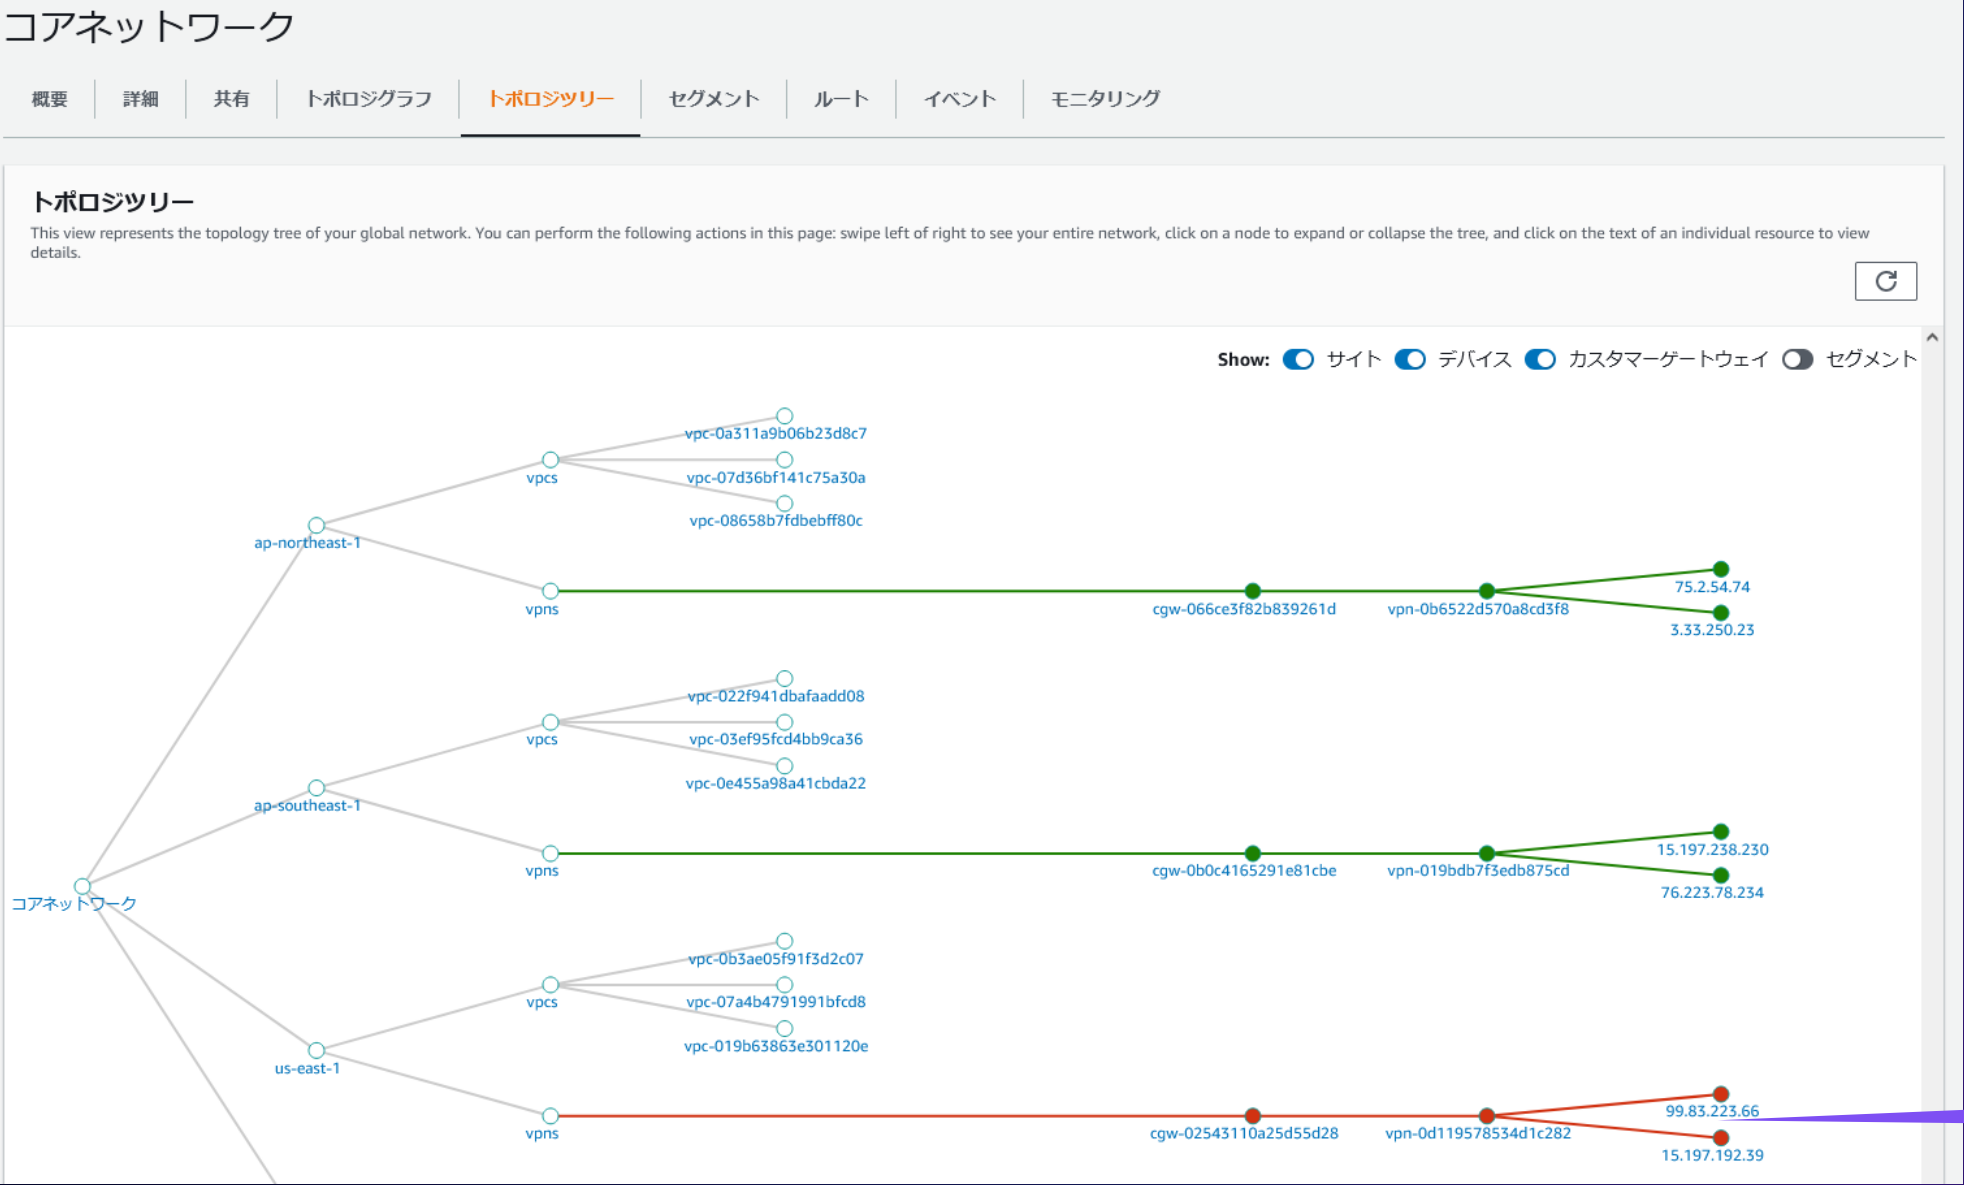 コアネットワーク
概要
詳細
共有
トポロジグラフ
トポロジツリー
セグメント
ルート
イベント
モニタリング
トポロジツリー
This view represents the topology tree of your global network. You can perform the following actions in this page: swipe left of right to see your entire network, click on a node to expand or collapse the tree, and click on the text of an individual resource to view
details.
Show: サイト デバイス カスタマーゲートウェイ セグメント
vpc-0a311a9b06b23d8c7
vpcs
vpc-07d36bf141c75a30a
vpc-08658b7fdbebff80c
ap-northeast-1
75.2.54.74
vpns
cgw-066ce3f82b839261d
vpn-0b6522d570a8cd3f8
3.33.250.23
vpc-022f941dbafaadd08
vpcs
vpc-03ef95fcd4bb9ca36
vpc-0e455a98a41cbda22
ap-southeast-1
15.197.238.230
vpns
cgw-0b0c4165291e81cbe
vpn-019bdb7f3edb875cd
76.223.78.234
コアネットワーク
vpc-0b3ae05f91f3d2c07
vpcs
vpc-07a4b4791991bfcd8
vpc-019b63863e301120e
us-east-1
99.83.223.66
vpns
cgw-02543110a25d55d28
vpn-0d119578534d1c282
15.197.192.39